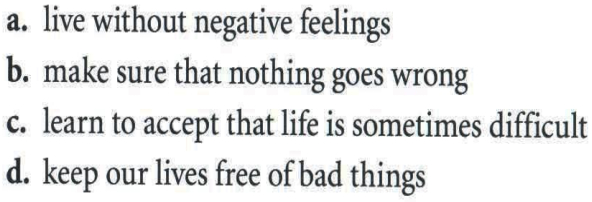 a. live without negative feelings
b. make sure that nothing goes wrong
c. learn to accept that life is sometimes difficult
d. keep our lives free of bad things